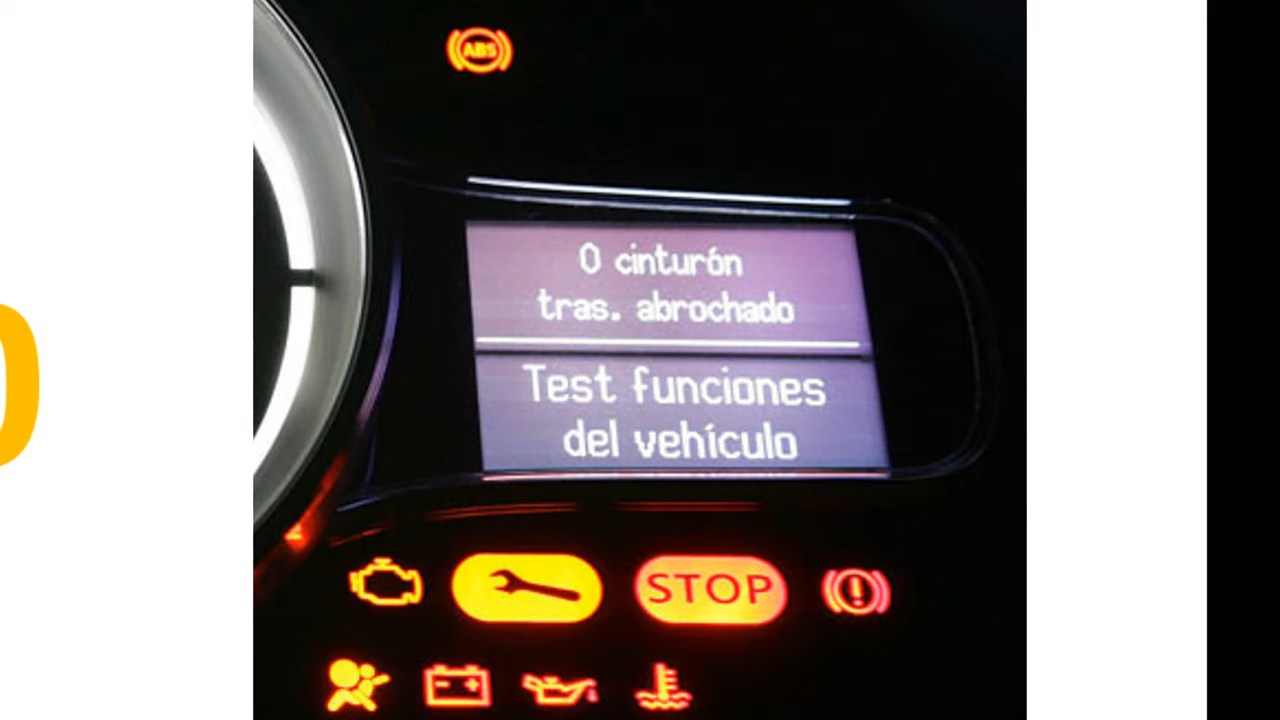 ABS
0 cinturón
tras. abrochado
Test funciones
del vehículo
STOP